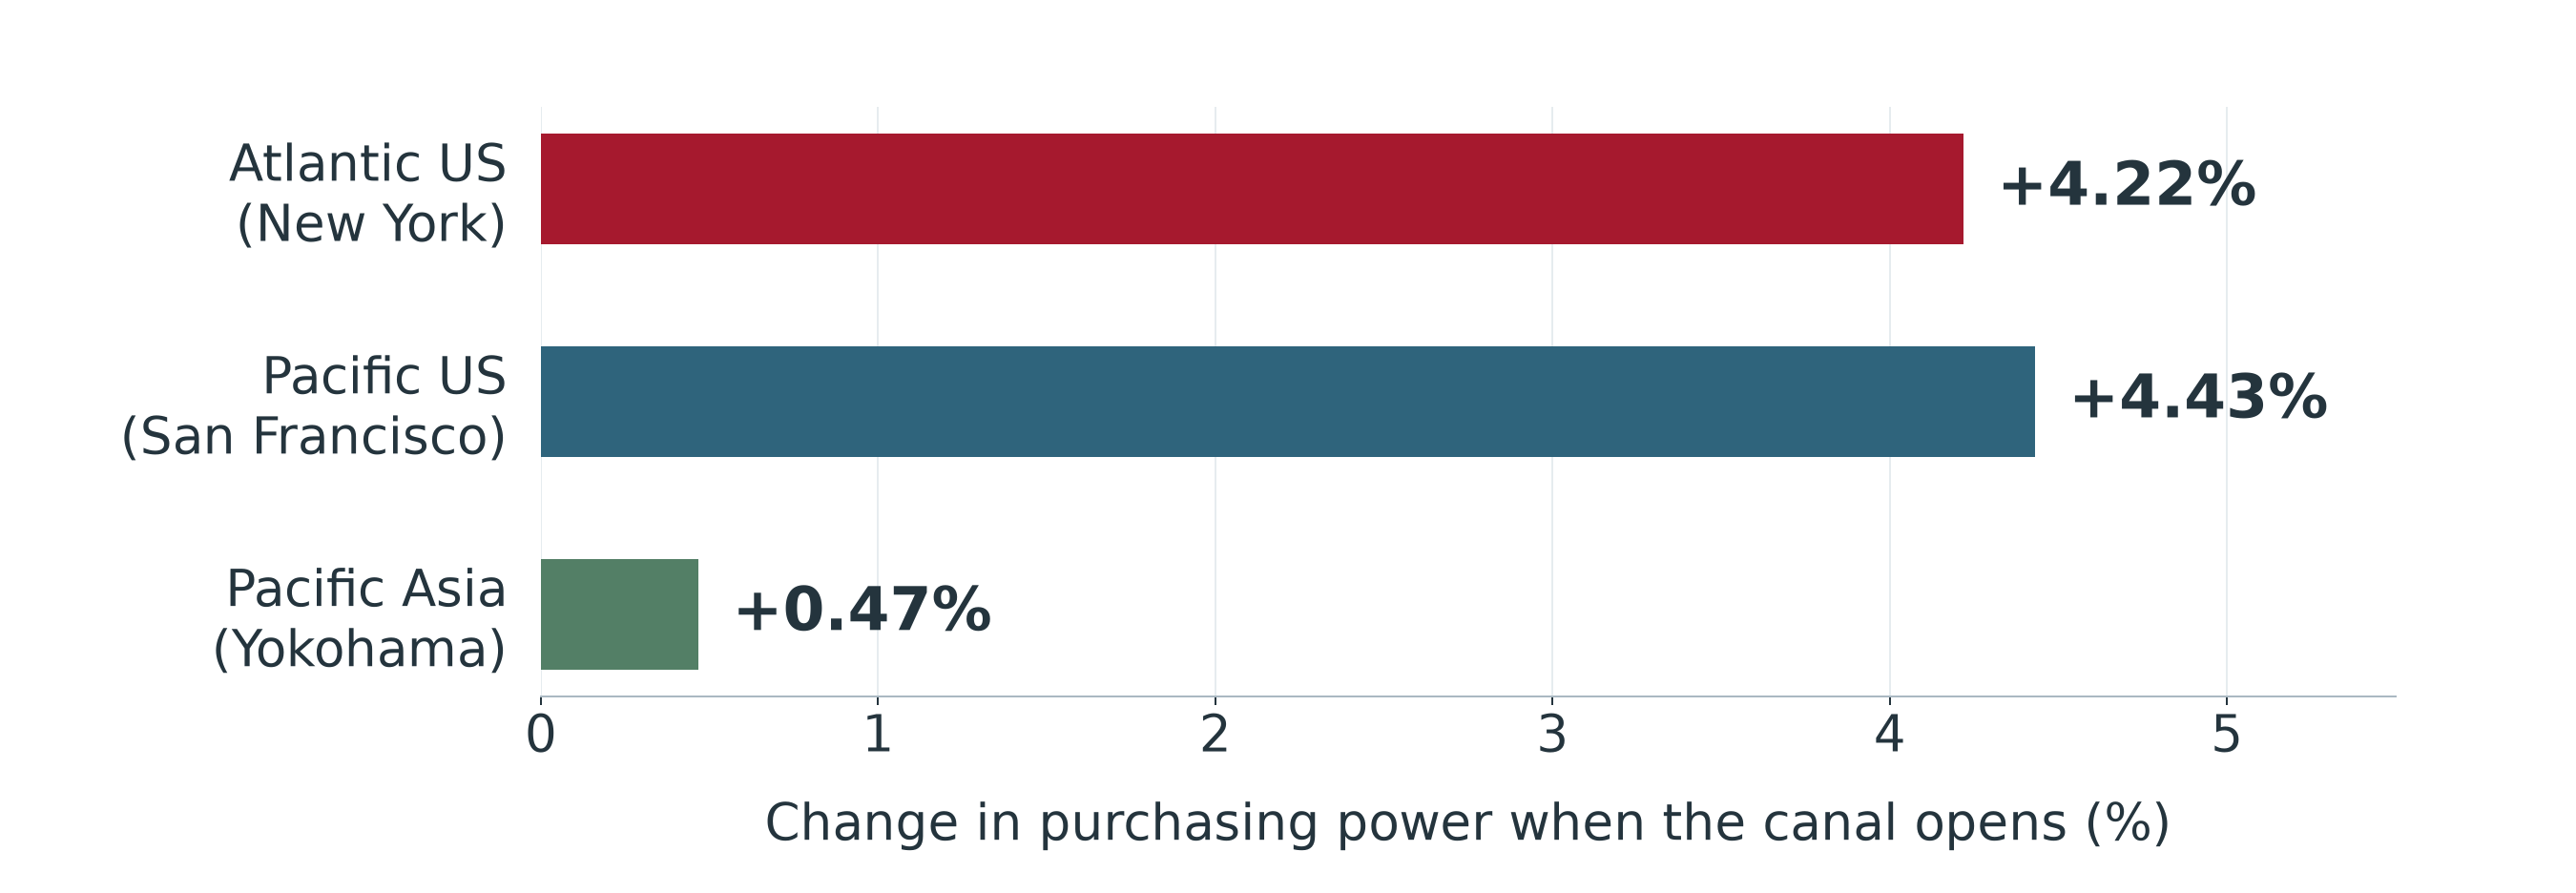 Atlantic US
(New York)
+4.22%
Pacific US
(San Francisco)
+4.43%
Pacific Asia
(Yokohama)
+0.47%
0 1 2 3 4 5
Change in purchasing power when the canal opens (%)